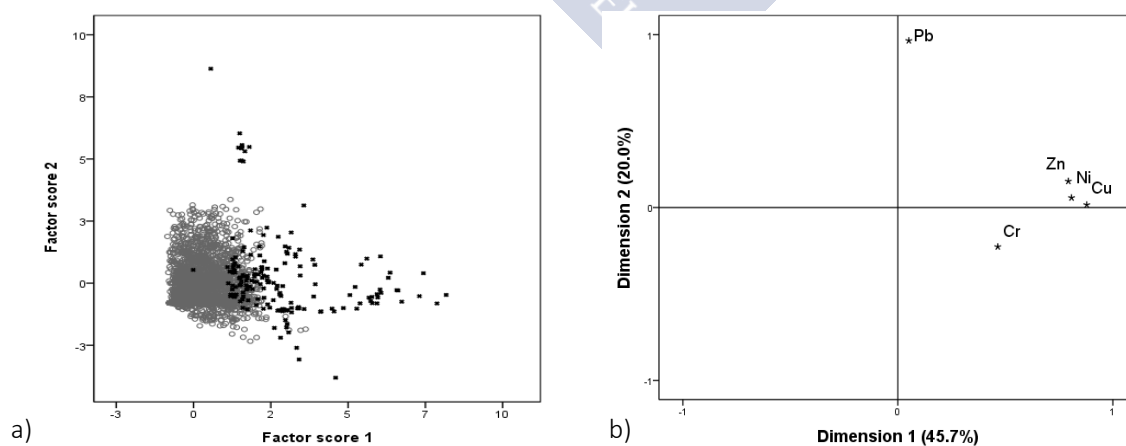 10
8
5
3
0
-3
Factor score 2
-3
0
2
5
7
10
Factor score 1
a)
1
0
-1
Dimension 2 (20.0%)
Pb
Zn
Ni
Cu
Cr
-1
0
1
Dimension 1 (45.7%)
b)